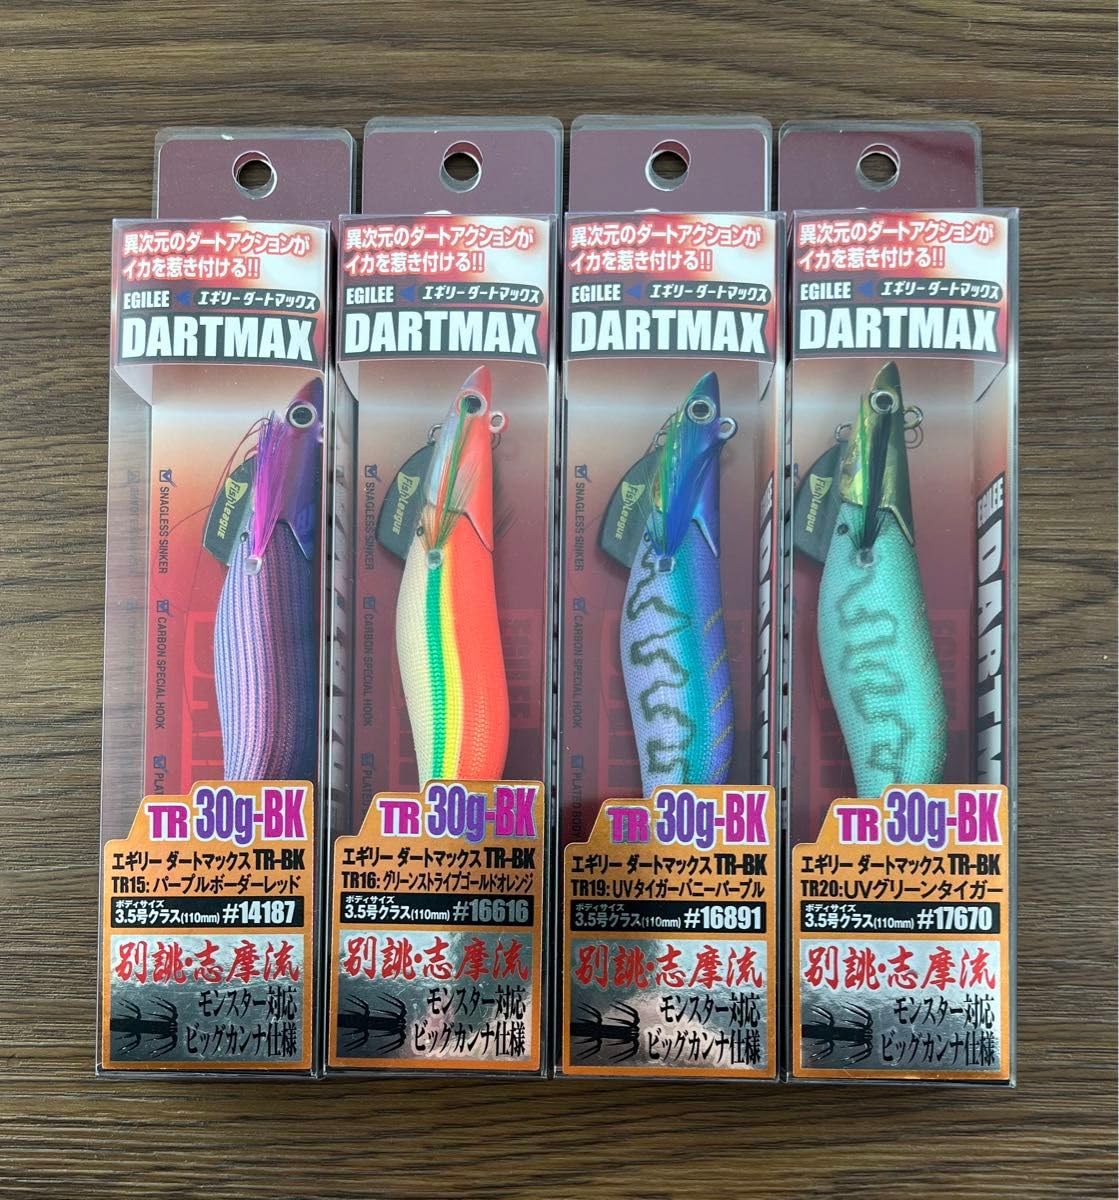 異次元のダートアクションが
イカを惹き付ける!!
EGILEE エギリーダートマックス
DARTMAX
FishLeague
SNAGLESS SINKER
CARBON SPECIAL HOOK
PLATED BODY
TR 30g-BK
エギリー ダートマックス TR-BK
TR15:パープルボーダーレッド
ボディサイズ
3.5号クラス(110mm) #14187
別誂・志摩流
モンスター対応
ビッグカンナ仕様
異次元のダートアクションが
イカを惹き付ける!!
EGILEE エギリーダートマックス
DARTMAX
FishLeague
SNAGLESS SINKER
CARBON SPECIAL HOOK
PLATED BODY
TR 30g-BK
エギリー ダートマックス TR-BK
TR16:グリーンストライプゴールドオレンジ
ボディサイズ
3.5号クラス(110mm) #16616
別誂・志摩流
モンスター対応
ビッグカンナ仕様
異次元のダートアクションが
イカを惹き付ける!!
EGILEE エギリーダートマックス
DARTMAX
FishLeague
SNAGLESS SINKER
CARBON SPECIAL HOOK
PLATED BODY
TR 30g-BK
エギリー ダートマックス TR-BK
TR19:UVタイガーバニーパープル
ボディサイズ
3.5号クラス(110mm) #16891
別誂・志摩流
モンスター対応
ビッグカンナ仕様
異次元のダートアクションが
イカを惹き付ける!!
EGILEE エギリーダートマックス
DARTMAX
FishLeague
EGILEE
TR 30g-BK
エギリー ダートマックス TR-BK
TR20:UVグリーンタイガー
ボディサイズ
3.5号クラス(110mm) #17670
別誂・志摩流
モンスター対応
ビッグカンナ仕様